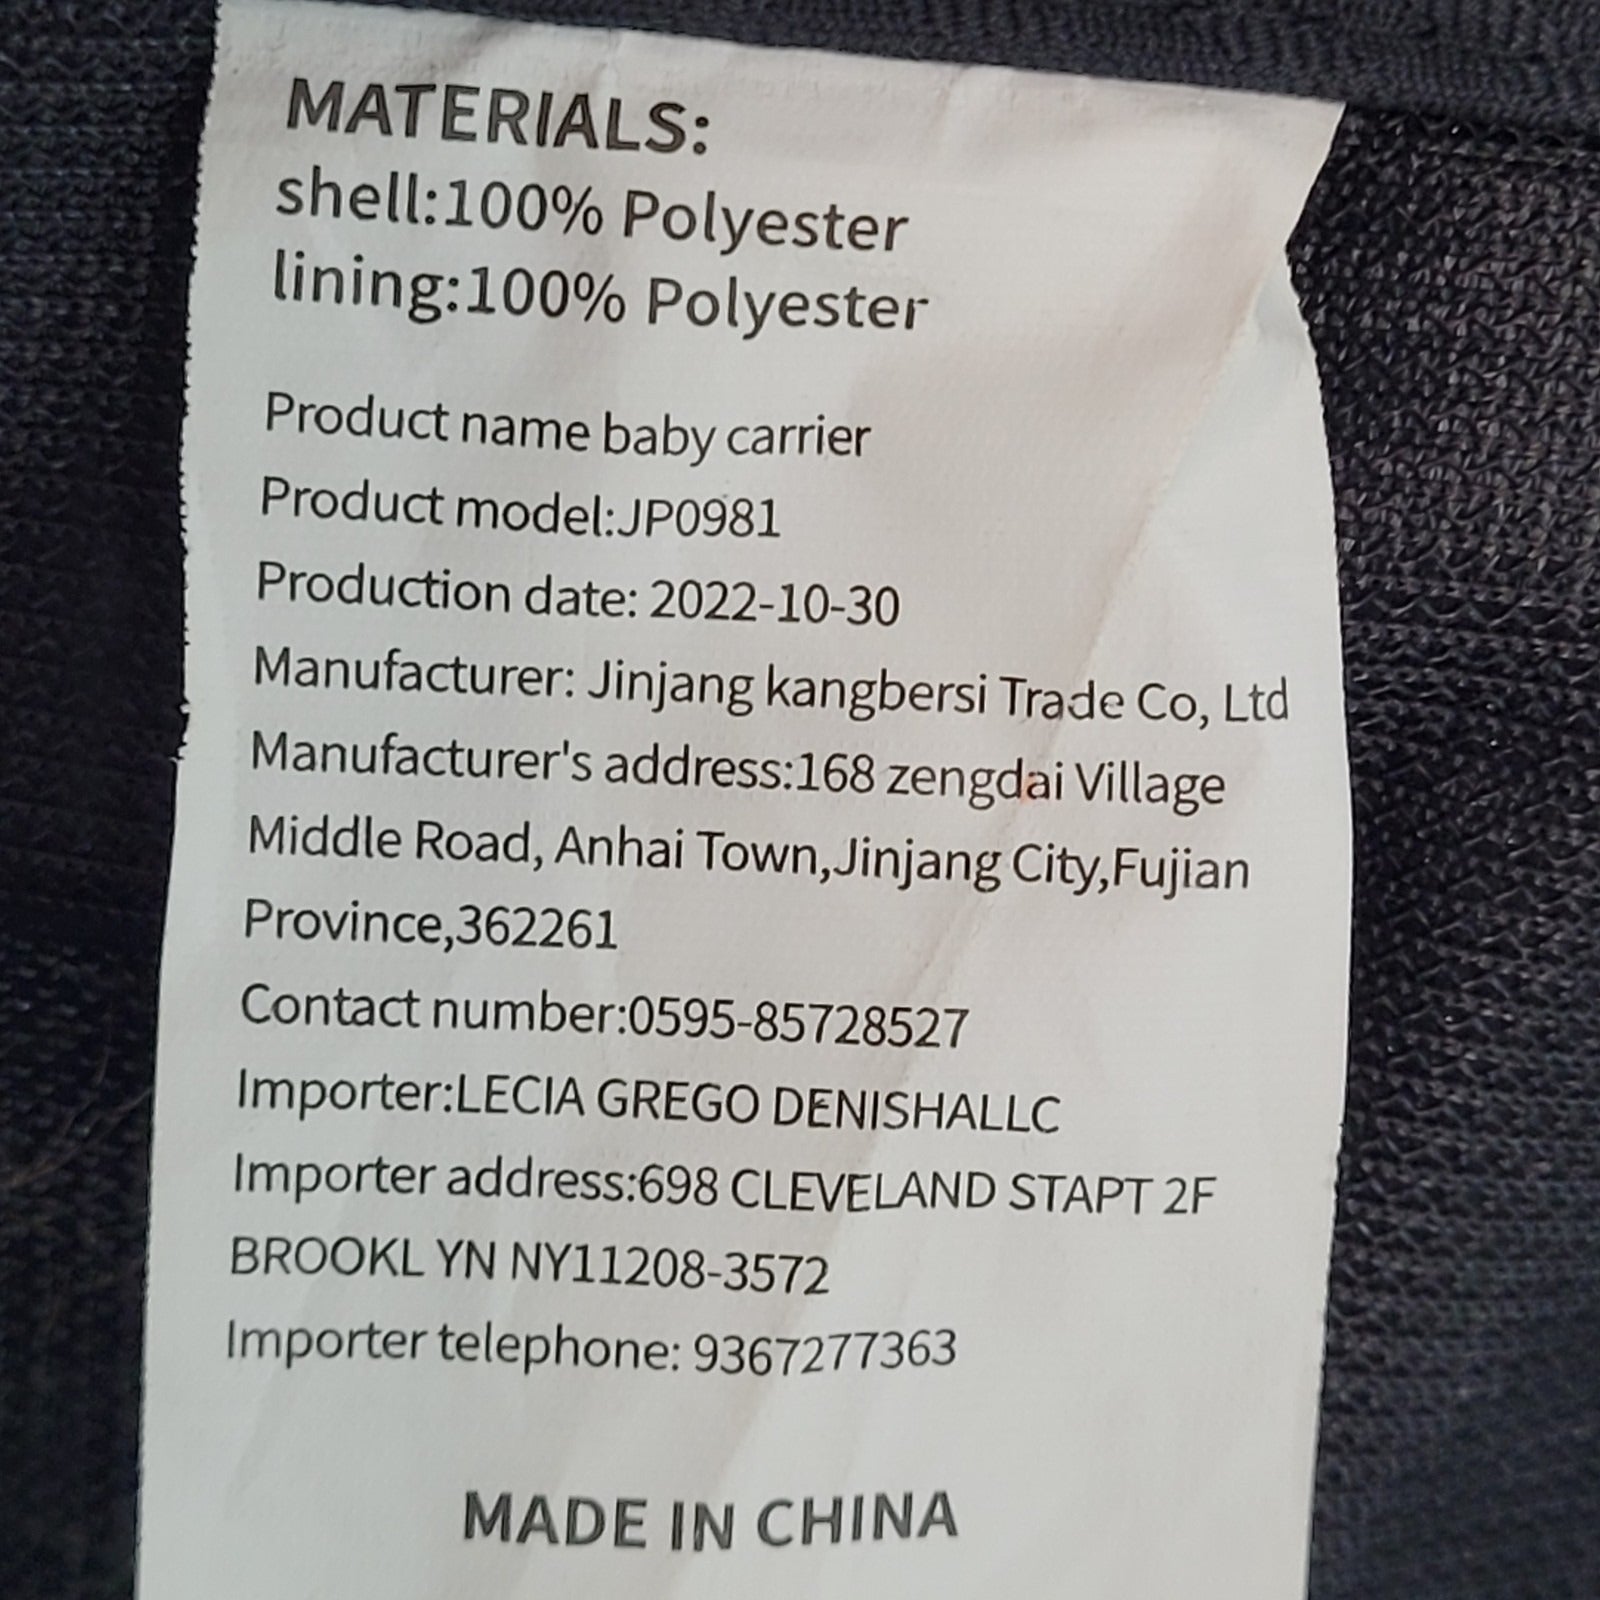 MATERIALS:
shell:100% Polyester
lining:100% Polyester
Product name baby carrier
Product model:JP0981
Production date: 2022-10-30
Manufacturer: Jinjang kangbersi Trade Co, Ltd
Manufacturer's address:168 zengdai Village
Middle Road, Anhai Town,Jinjang City,Fujian
Province,362261
Contact number:0595-85728527
Importer:LECIA GREGO DENISHALLC
Importer address:698 CLEVELAND STAPT 2F
BROOKL YN NY11208-3572
Importer telephone: 9367277363
MADE IN CHINA